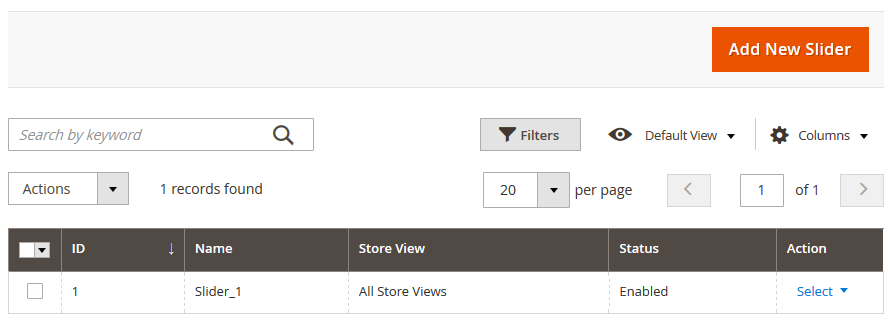 Add New Slider
Search by keyword
Filters
Default View
Columns
Actions
1 records found
20
per page
1
of 1
ID ↓ Name Store View Status Action
1 Slider_1 All Store Views Enabled Select